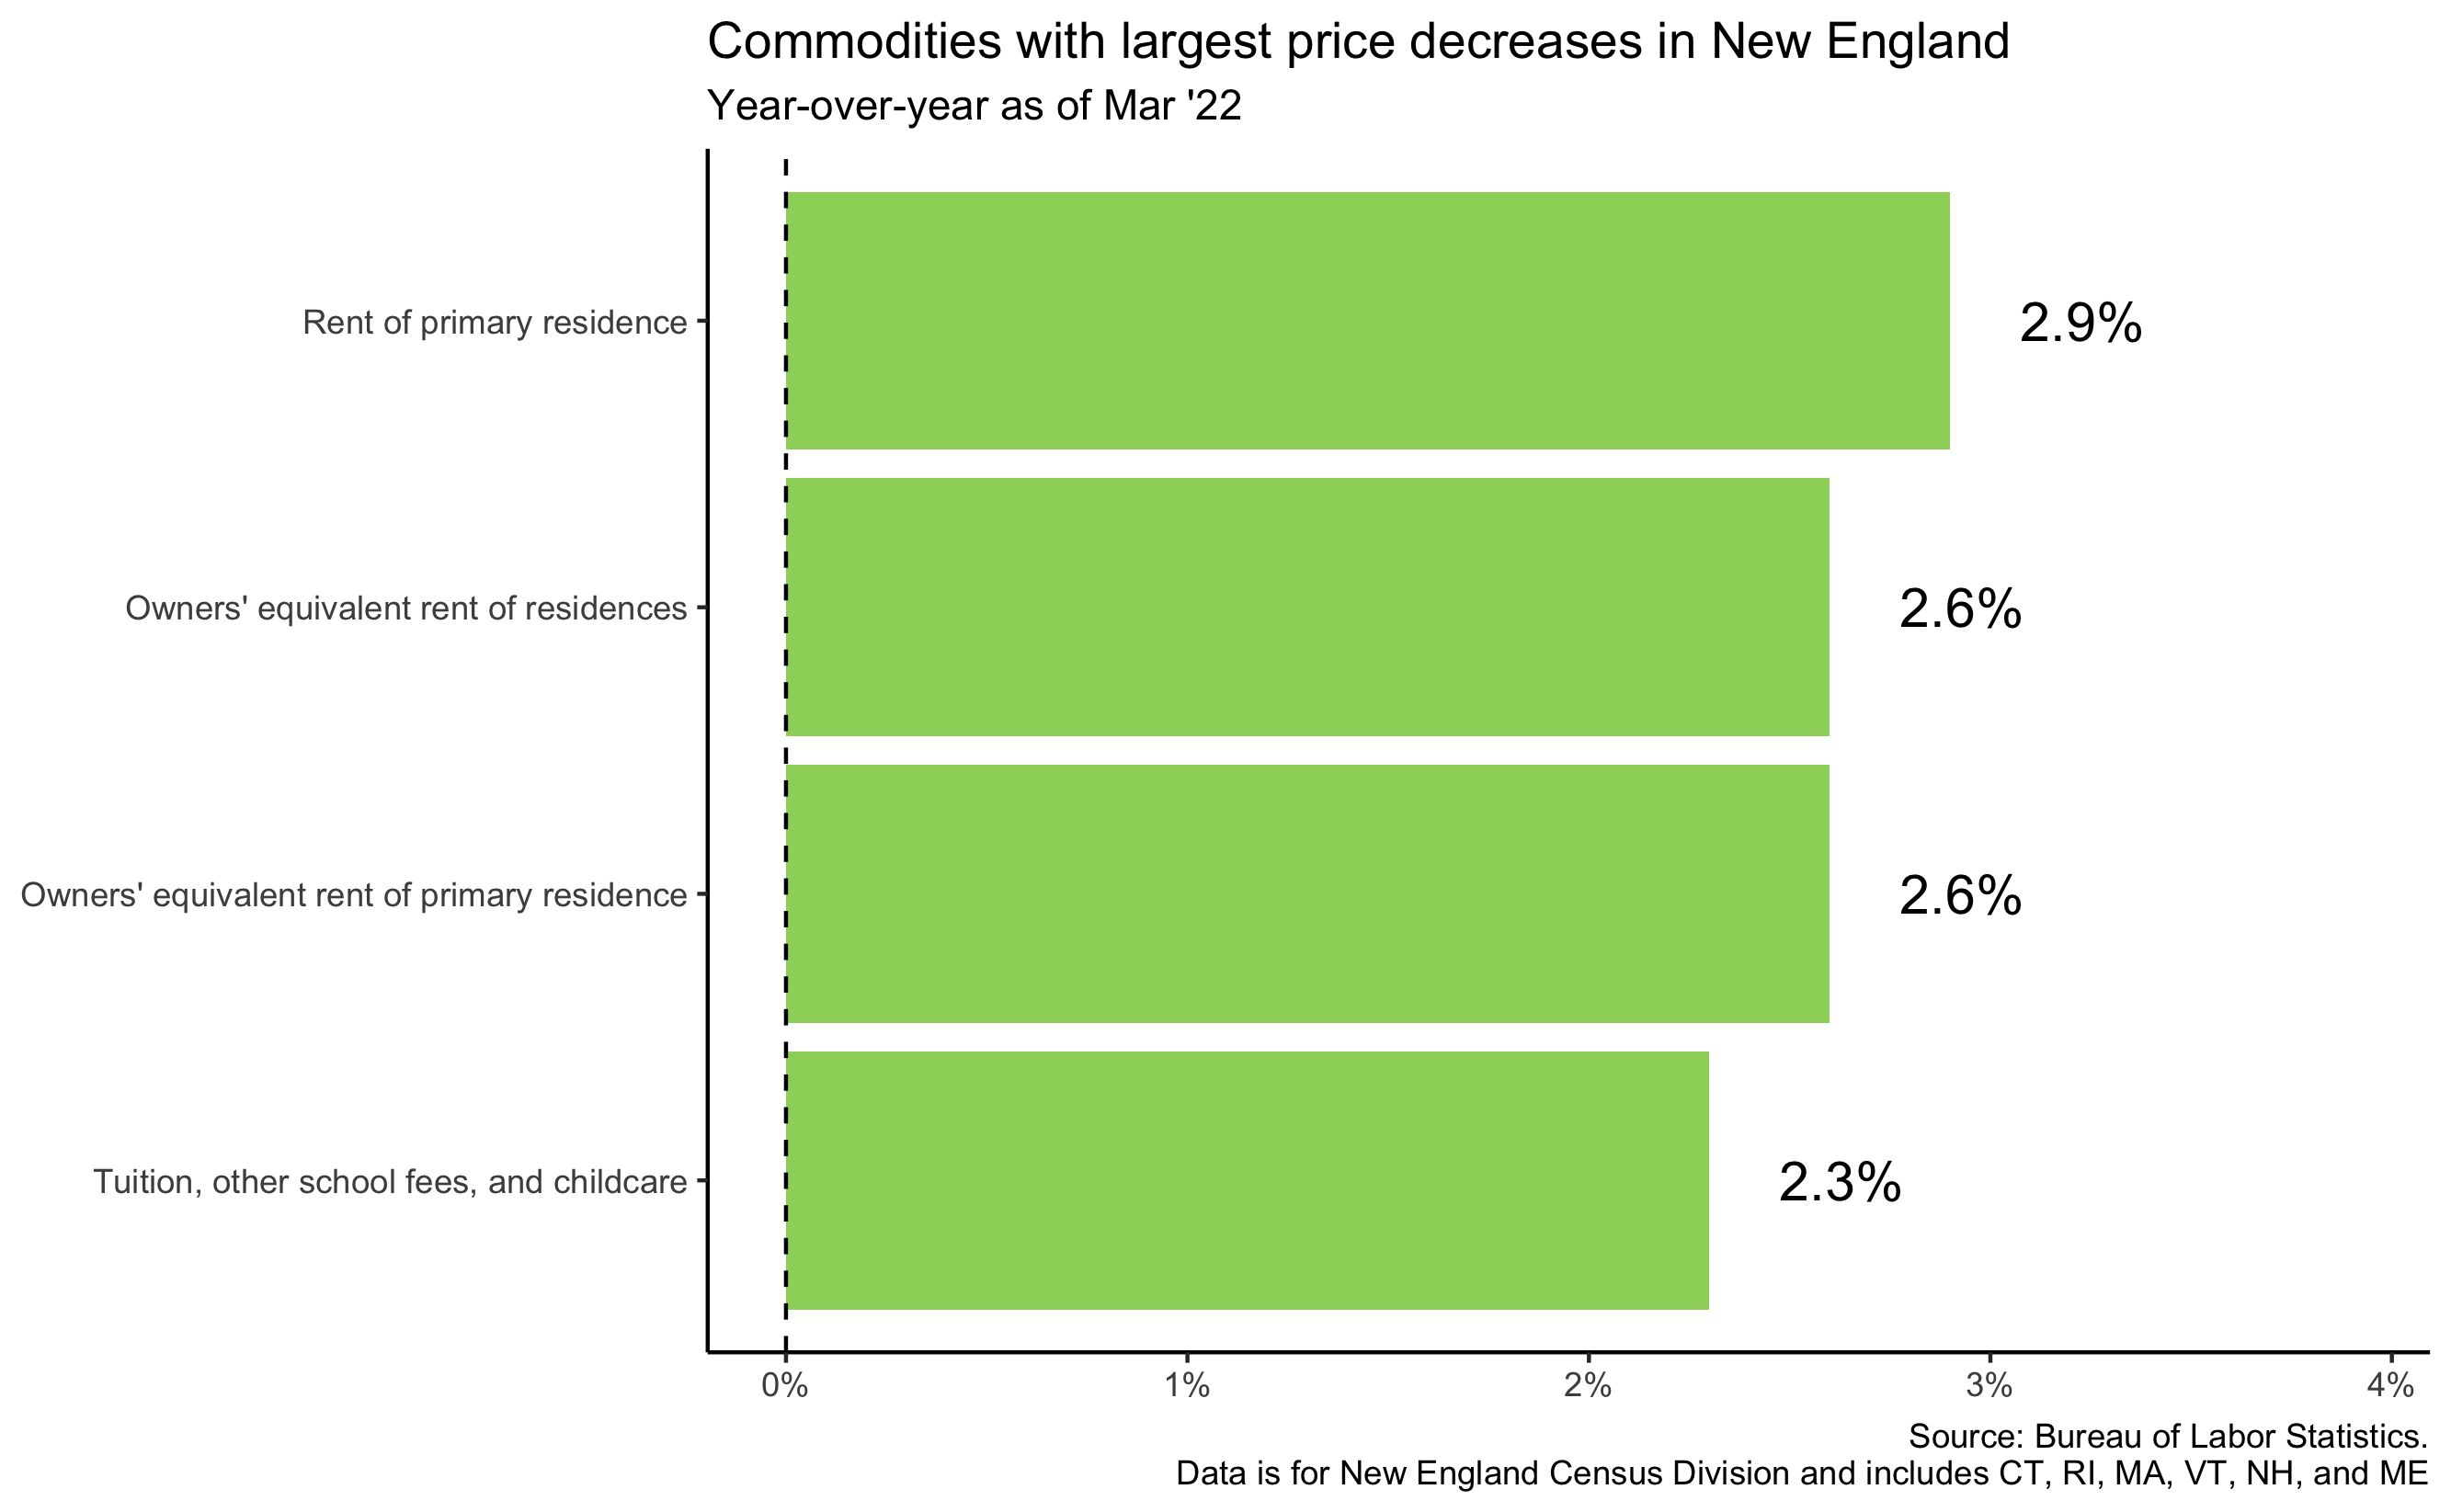 Commodities with largest price decreases in New England
Year-over-year as of Mar '22
Rent of primary residence
2.9%
Owners' equivalent rent of residences
2.6%
Owners' equivalent rent of primary residence
2.6%
Tuition, other school fees, and childcare
2.3%
0%
1%
2%
3%
4%
Source: Bureau of Labor Statistics.
Data is for New England Census Division and includes CT, RI, MA, VT, NH, and ME